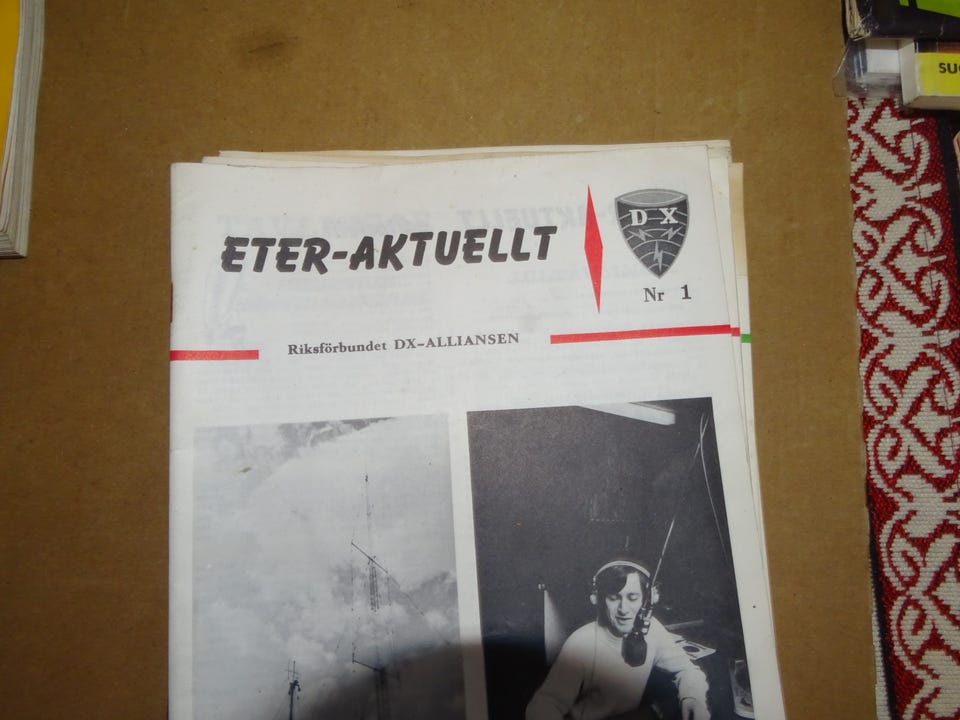 ETER-AKTUELLT
DX
Nr 1
Riksförbundet DX-ALLIANSEN